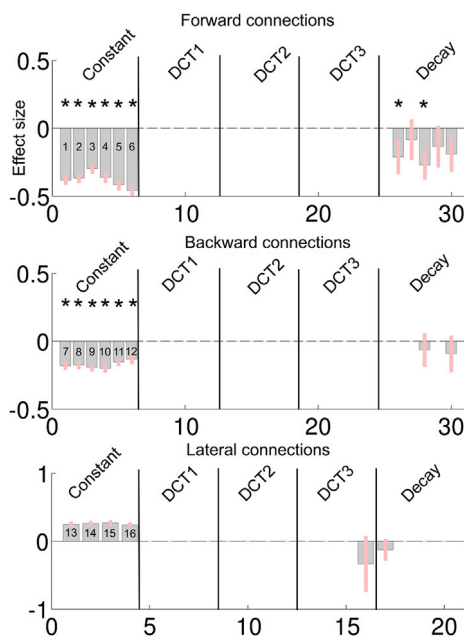 Forward connections
Constant DCT1 DCT2 DCT3 Decay
Effect size
0.5
* * * * * * * *
0
1 2 3 4 5 6
-0.5
0 10 20 30
Backward connections
Constant DCT1 DCT2 DCT3 Decay
0.5
* * * * * *
0
7 8 9 10 11 12
-0.5
0 10 20 30
Lateral connections
Constant DCT1 DCT2 DCT3 Decay
1
13 14 15 16
0
-1
0 5 10 15 20